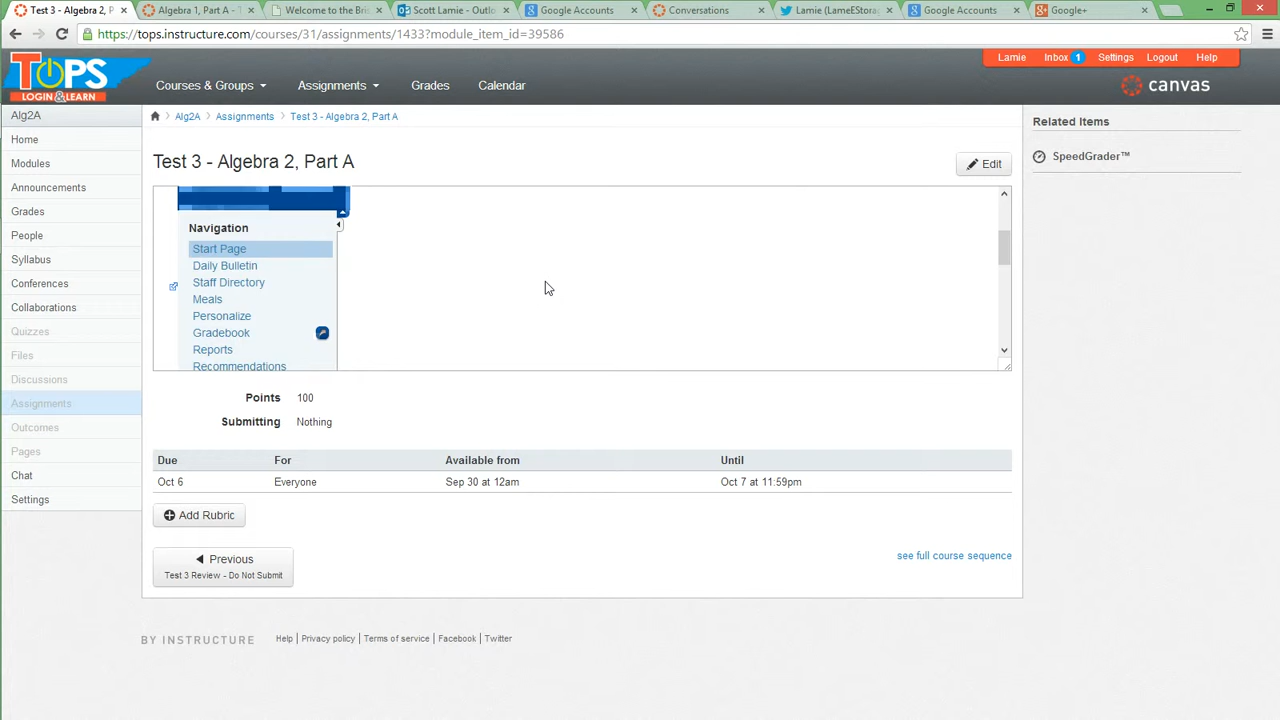 Test 3 - Algebra 2, P
Algebra 1, Part A - T
Welcome to the Bri
Scott Lamie - Outlo
Google Accounts
Conversations
Lamie (LameEStorag
Google Accounts
Google+
https://tops.instructure.com/courses/31/assignments/1433?module_item_id=39586
TOPS
LOGIN & LEARN
Lamie Inbox 1 Settings Logout Help
Courses & Groups Assignments Grades Calendar
canvas
Alg2A
Home
Modules
Announcements
Grades
People
Syllabus
Conferences
Collaborations
Quizzes
Files
Discussions
Assignments
Outcomes
Pages
Chat
Settings
Alg2A Assignments Test 3 - Algebra 2, Part A
Test 3 - Algebra 2, Part A
Edit
Navigation
Start Page
Daily Bulletin
Staff Directory
Meals
Personalize
Gradebook
Reports
Recommendations
Points 100
Submitting Nothing
Due For Available from Until
Oct 6 Everyone Sep 30 at 12am Oct 7 at 11:59pm
Add Rubric
Previous
Test 3 Review - Do Not Submit
see full course sequence
Related Items
SpeedGrader™
BY INSTRUCTURE Help | Privacy policy | Terms of service | Facebook | Twitter